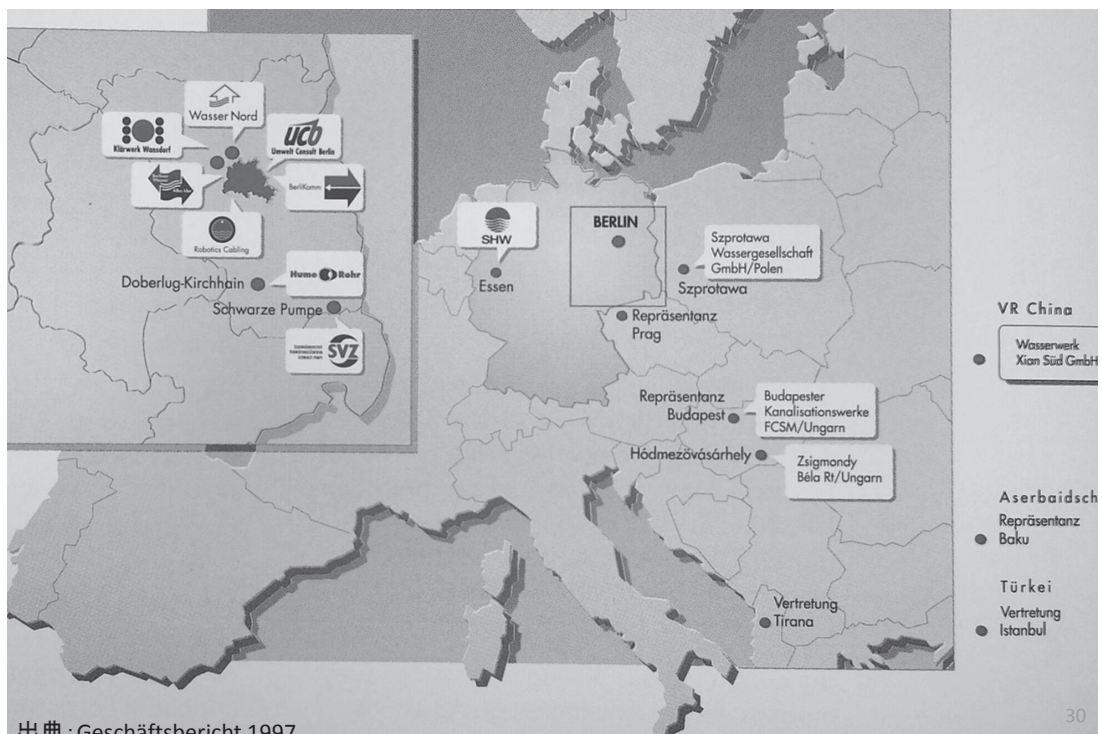 Wasser Nord
Klärwerk Wansdorf
ucb
Umwelt Consult Berlin
BerliKomm
Robotics Cabling
Doberlug-Kirchhain
Hume Rohr
Schwarze Pumpe
SVZ
SHW
Essen
BERLIN
Szprotawa
Wassergesellschaft
GmbH/Polen
Szprotawa
Repräsentanz
Prag
Repräsentanz
Budapest
Budapester
Kanalisationswerke
FCSM/Ungarn
Hódmezövásárhely
Zsigmondy
Béla Rt/Ungarn
Vertretung
Tirana
VR China
Wasserwerk
Xian Süd GmbH
Aserbaidsch
Repräsentanz
Baku
Türkei
Vertretung
Istanbul
30
出典: Geschäftsbericht 1997